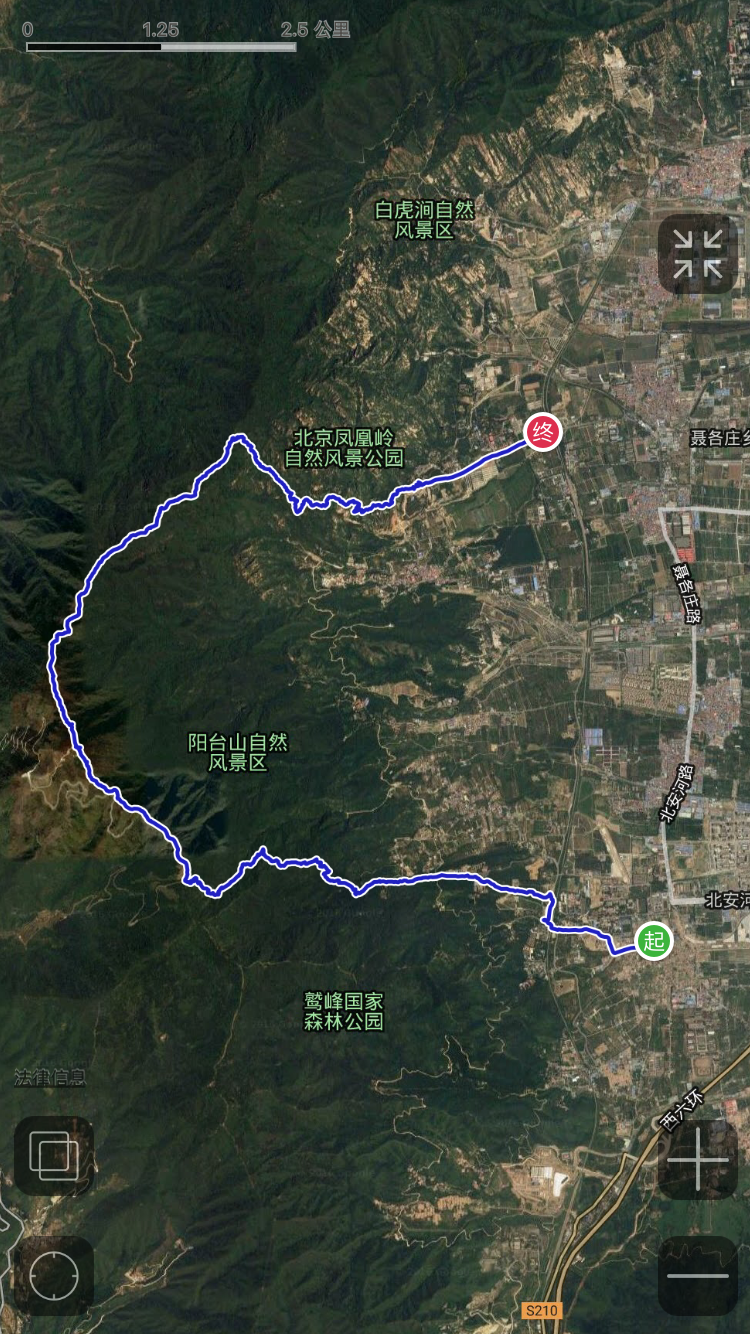 0 1.25 2.5 公里
白虎涧自然
风景区
北京凤凰岭
自然风景公园
终
聂各庄乡
聂各庄路
阳台山自然
风景区
北安河路
北安河
起
鹫峰国家
森林公园
法律信息
西六环
S210